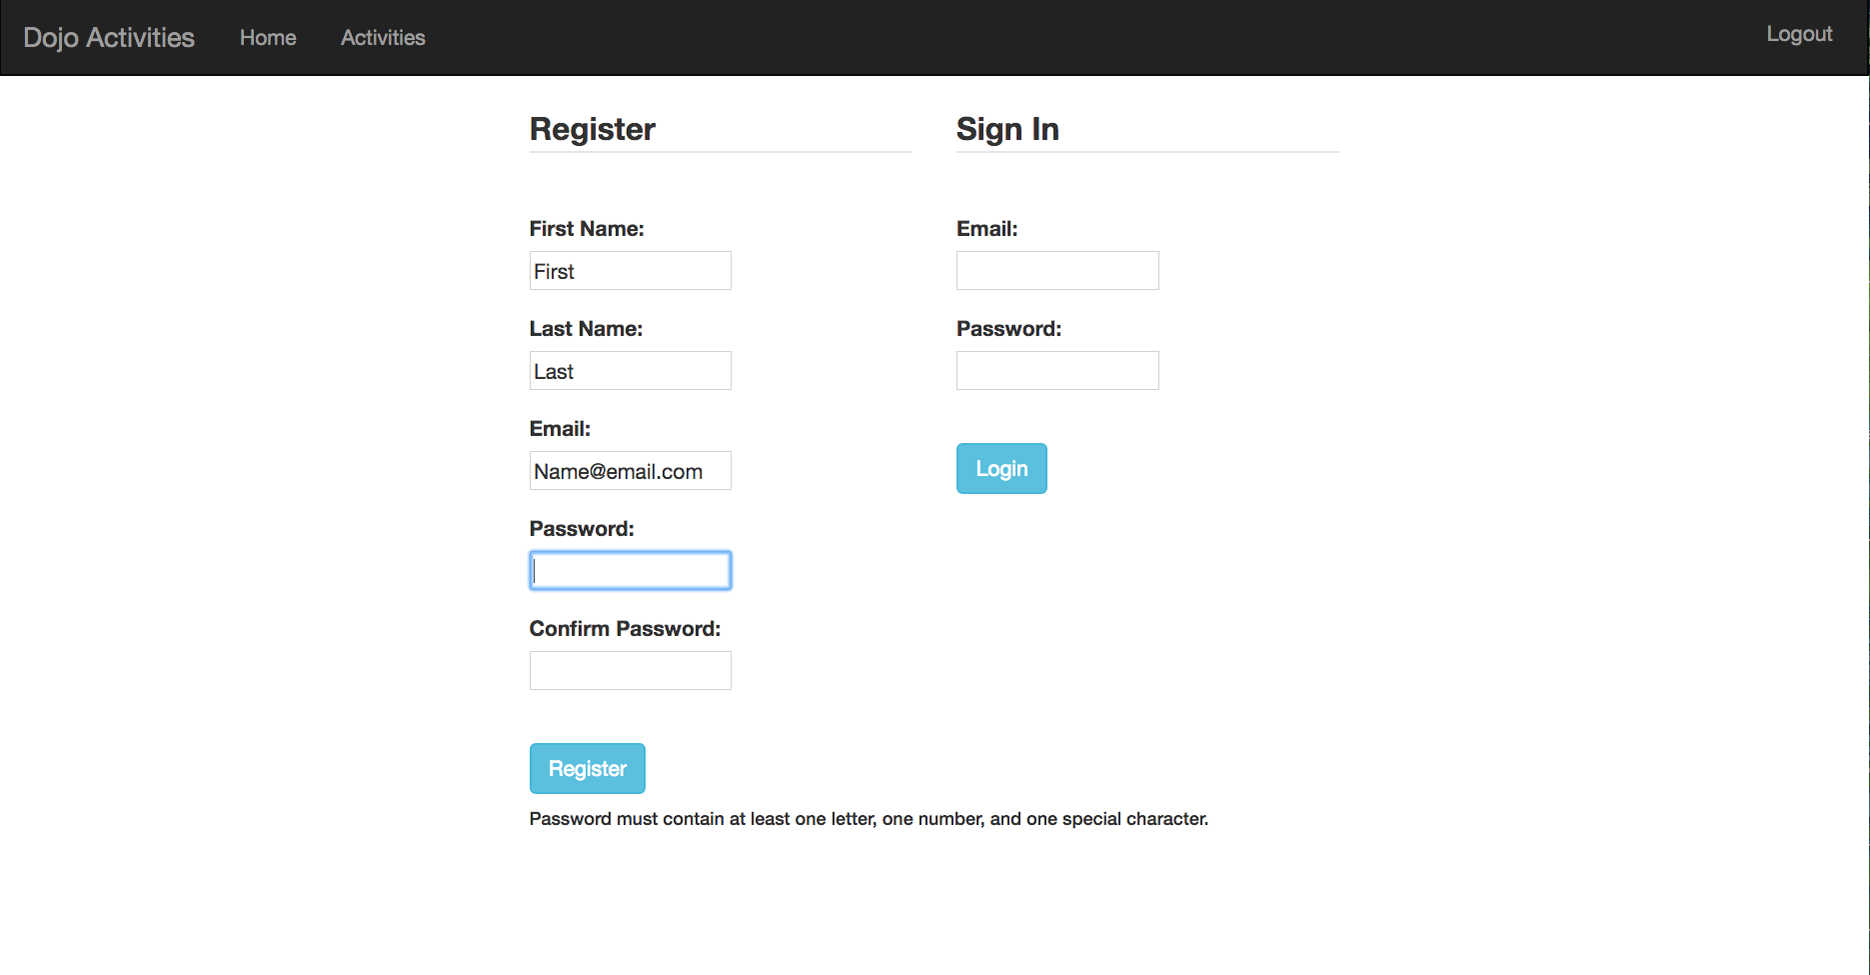 Dojo Activities Home Activities Logout
Register
First Name:
First
Last Name:
Last
Email:
Name@email.com
Password:
Confirm Password:
Register
Password must contain at least one letter, one number, and one special character.
Sign In
Email:
Password:
Login